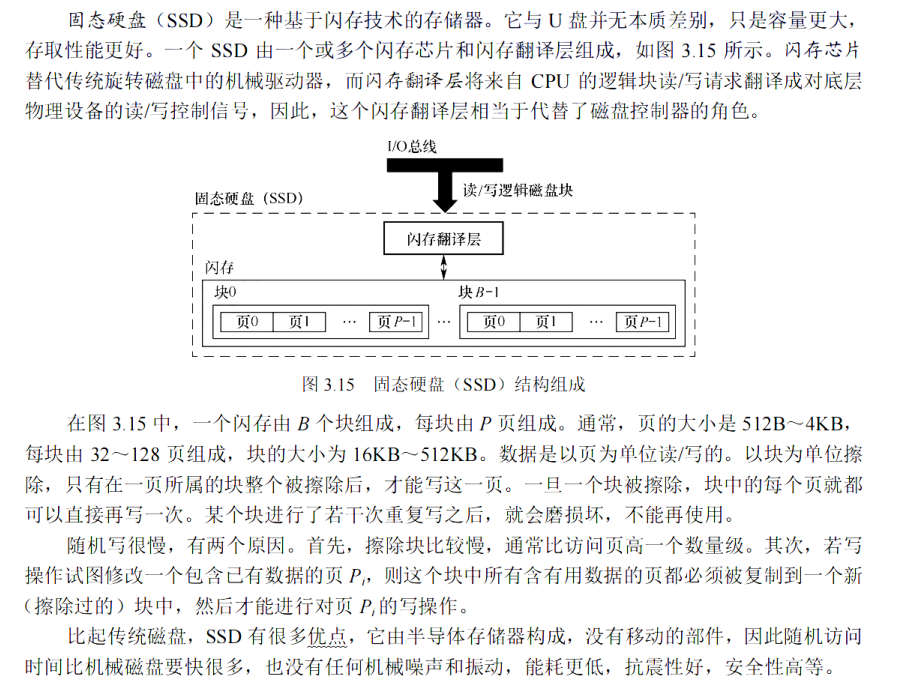 固态硬盘（SSD）是一种基于闪存技术的存储器。它与 U 盘并无本质差别，只是容量更大，
存取性能更好。一个 SSD 由一个或多个闪存芯片和闪存翻译层组成，如图 3.15 所示。闪存芯片
替代传统旋转磁盘中的机械驱动器，而闪存翻译层将来自 CPU 的逻辑块读/写请求翻译成对底层
物理设备的读/写控制信号，因此，这个闪存翻译层相当于代替了磁盘控制器的角色。
I/O总线
读/写逻辑磁盘块
固态硬盘（SSD）
闪存翻译层
闪存
块0 块B-1
页0 页1 … 页P-1 … 页0 页1 … 页P-1
图 3.15 固态硬盘（SSD）结构组成
在图 3.15 中，一个闪存由 B 个块组成，每块由 P 页组成。通常，页的大小是 512B～4KB，
每块由 32～128 页组成，块的大小为 16KB～512KB。数据是以页为单位读/写的。以块为单位擦
除，只有在一页所属的块整个被擦除后，才能写这一页。一旦一个块被擦除，块中的每个页就都
可以直接再写一次。某个块进行了若干次重复写之后，就会磨损坏，不能再使用。
随机写很慢，有两个原因。首先，擦除块比较慢，通常比访问页高一个数量级。其次，若写
操作试图修改一个包含已有数据的页 Pi，则这个块中所有含有用数据的页都必须被复制到一个新
（擦除过的）块中，然后才能进行对页 Pi 的写操作。
比起传统磁盘，SSD 有很多优点，它由半导体存储器构成，没有移动的部件，因此随机访问
时间比机械磁盘要快很多，也没有任何机械噪声和振动，能耗更低，抗震性好，安全性高等。